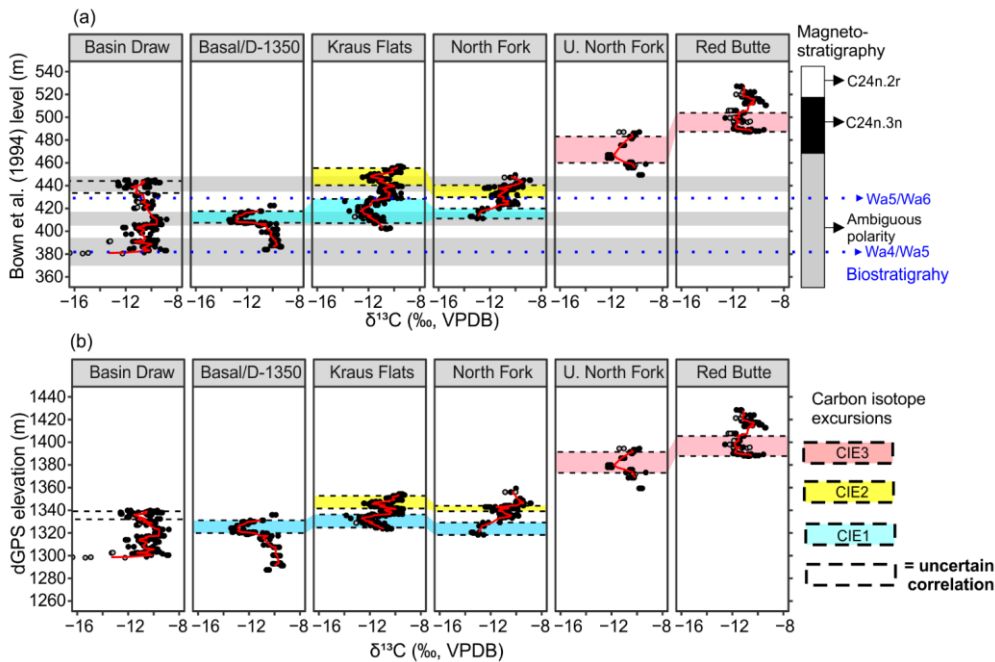 (a)
Basin Draw Basal/D-1350 Kraus Flats North Fork U. North Fork Red Butte
Magneto-
stratigraphy
Bown et al. (1994) level (m)
540
520
500
480
460
440
420
400
380
360
C24n.2r
C24n.3n
Wa5/Wa6
Ambiguous
polarity
Wa4/Wa5
Biostratigrahy
−16 −12 −8 −16 −12 −8 −16 −12 −8 −16 −12 −8 −16 −12 −8 −16 −12 −8
δ¹³C (‰, VPDB)
(b)
Basin Draw Basal/D-1350 Kraus Flats North Fork U. North Fork Red Butte
dGPS elevation (m)
1440
1420
1400
1380
1360
1340
1320
1300
1280
1260
Carbon isotope
excursions
CIE3
CIE2
CIE1
= uncertain
correlation
−16 −12 −8 −16 −12 −8 −16 −12 −8 −16 −12 −8 −16 −12 −8 −16 −12 −8
δ¹³C (‰, VPDB)